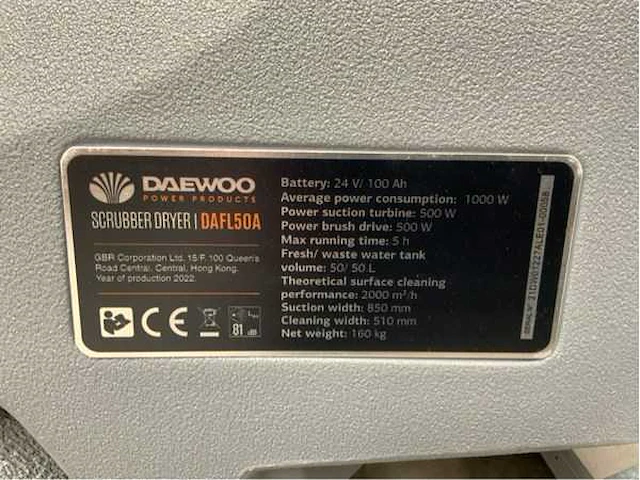 DAEWOO
POWER PRODUCTS
SCRUBBER DRYER I DAFL50A
GBR Corporation Ltd. 15/F. 100 Queen's
Road Central, Central, Hong Kong.
Year of production 2022.
CE
81 dB
Battery: 24 V/ 100 Ah
Average power consumption: 1000 W
Power suction turbine: 500 W
Power brush drive: 500 W
Max running time: 5 h
Fresh/ waste water tank
volume: 50/ 50 L
Theoretical surface cleaning
performance: 2000 m²/h
Suction width: 850 mm
Cleaning width: 510 mm
Net weight: 160 kg